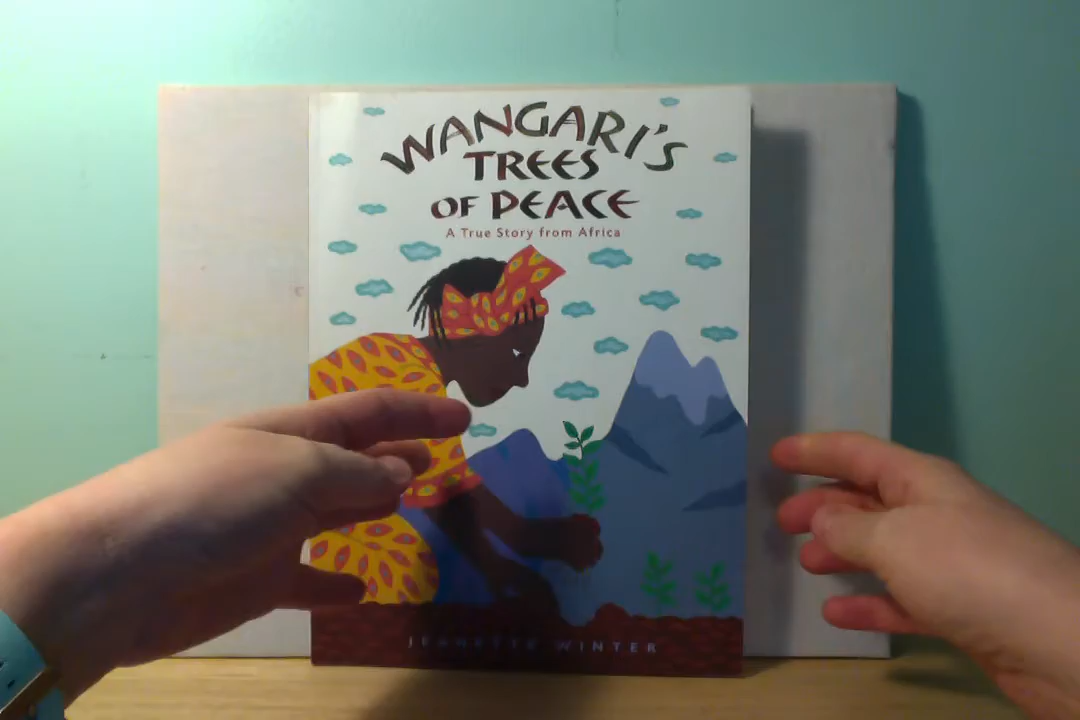 WANGARI'S
TREES
OF PEACE
A True Story from Africa
JEANETTE WINTER